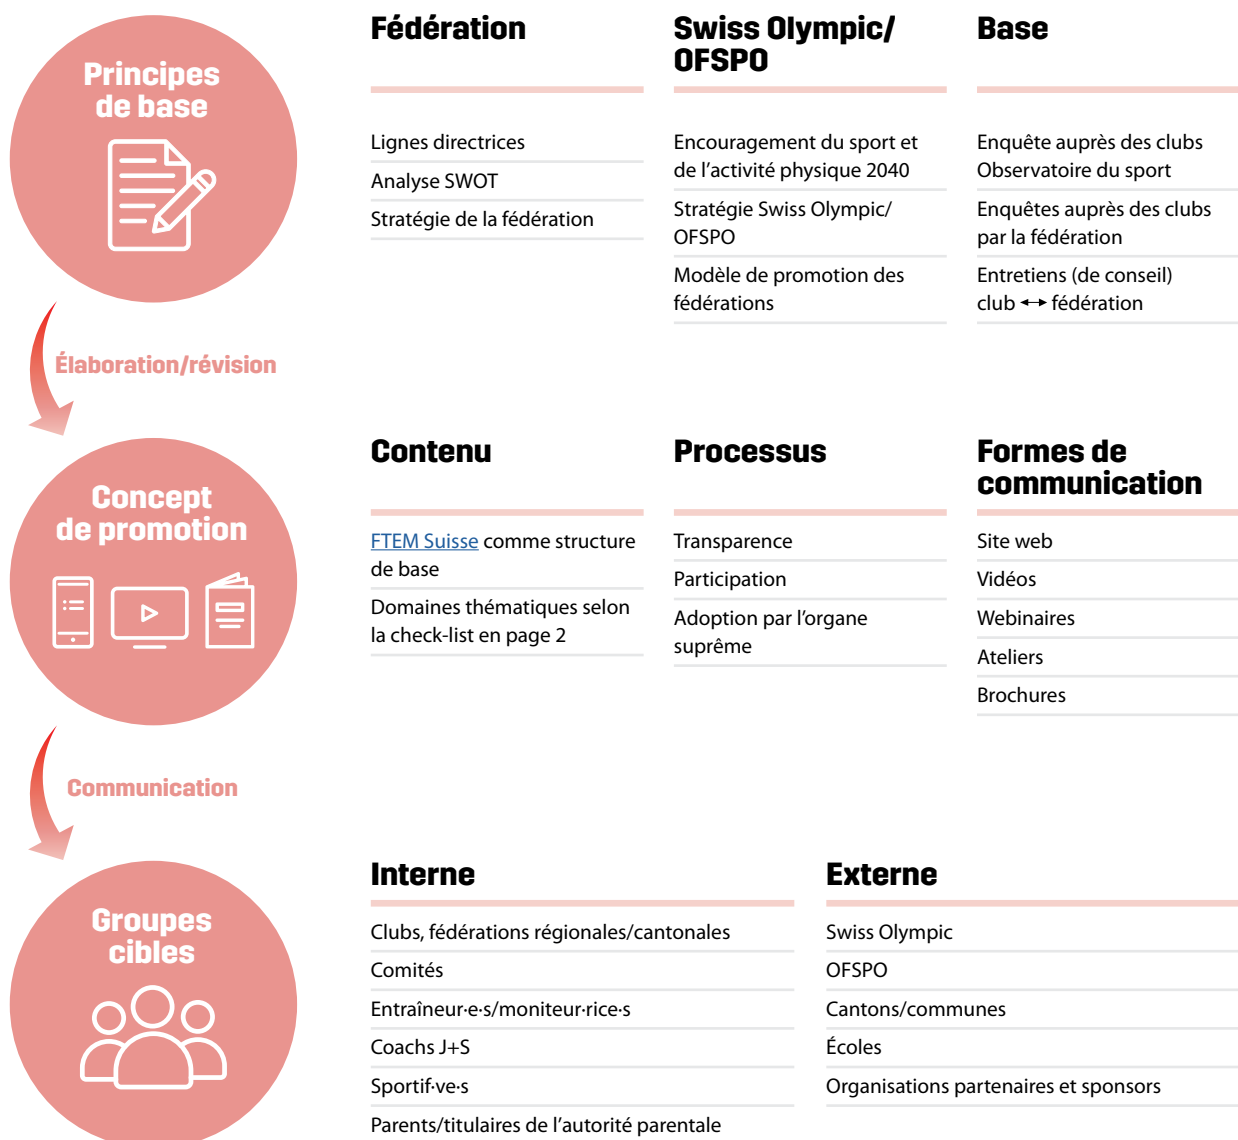 Principes
de base
Fédération
Lignes directrices
Analyse SWOT
Stratégie de la fédération
Swiss Olympic/
OFSPO
Encouragement du sport et
de l’activité physique 2040
Stratégie Swiss Olympic/
OFSPO
Modèle de promotion des
fédérations
Base
Enquête auprès des clubs
Observatoire du sport
Enquêtes auprès des clubs
par la fédération
Entretiens (de conseil)
club ↔ fédération
Élaboration/révision
Concept
de promotion
Contenu
FTEM Suisse comme structure
de base
Domaines thématiques selon
la check-list en page 2
Processus
Transparence
Participation
Adoption par l’organe
suprême
Formes de
communication
Site web
Vidéos
Webinaires
Ateliers
Brochures
Communication
Groupes
cibles
Interne
Clubs, fédérations régionales/cantonales
Comités
Entraîneur·e·s/moniteur·rice·s
Coachs J+S
Sportif·ve·s
Parents/titulaires de l’autorité parentale
Externe
Swiss Olympic
OFSPO
Cantons/communes
Écoles
Organisations partenaires et sponsors